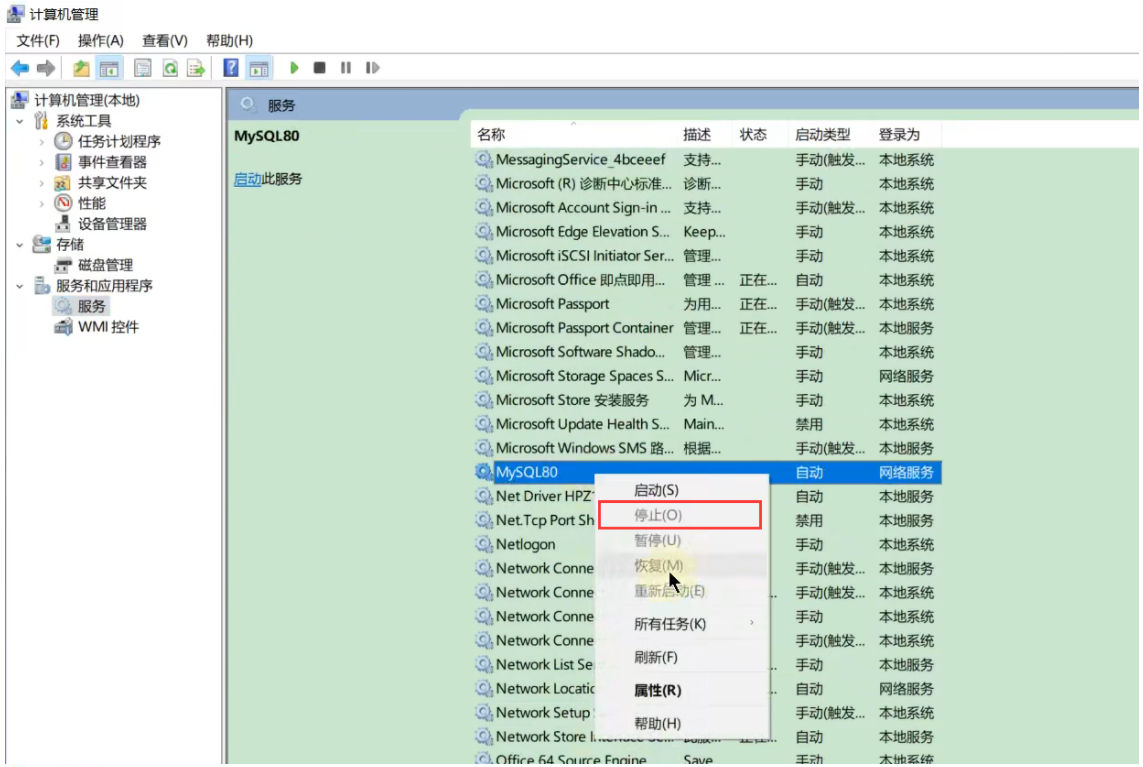 计算机管理
文件(F) 操作(A) 查看(V) 帮助(H)
计算机管理(本地)
系统工具
任务计划程序
事件查看器
共享文件夹
性能
设备管理器
存储
磁盘管理
服务和应用程序
服务
WMI 控件
服务
MySQL80
启动此服务
名称 描述 状态 启动类型 登录为
MessagingService_4bceeef 支持... 手动(触发... 本地系统
Microsoft (R) 诊断中心标准... 诊断... 手动 本地系统
Microsoft Account Sign-in ... 支持... 手动(触发... 本地系统
Microsoft Edge Elevation S... Keep... 手动 本地系统
Microsoft iSCSI Initiator Ser... 管理... 手动 本地系统
Microsoft Office 即点即用... 管理 ... 正在... 自动 本地系统
Microsoft Passport 为用... 正在... 手动(触发... 本地系统
Microsoft Passport Container 管理... 正在... 手动(触发... 本地服务
Microsoft Software Shado... 管理... 手动 本地系统
Microsoft Storage Spaces S... Micr... 手动 网络服务
Microsoft Store 安装服务 为 M... 手动 本地系统
Microsoft Update Health S... Main... 禁用 本地系统
Microsoft Windows SMS 路... 根据... 手动(触发... 本地服务
MySQL80 自动 网络服务
Net Driver HPZ 自动 本地服务
Net.Tcp Port Sh 禁用 本地服务
Netlogon 手动 本地系统
Network Conne 手动(触发... 本地服务
Network Conne 手动(触发... 本地系统
Network Conne 手动 本地系统
Network Conne 手动(触发... 本地系统
Network List Se 手动 本地服务
Network Locatic 自动 网络服务
Network Setup 手动(触发... 本地系统
Network Store Interface Se... 此服... 正在... 自动 本地服务
Office 64 Source Engine Save 手动 本地系统
启动(S)
停止(O)
暂停(U)
恢复(M)
重新启动(E)
所有任务(K)
刷新(F)
属性(R)
帮助(H)